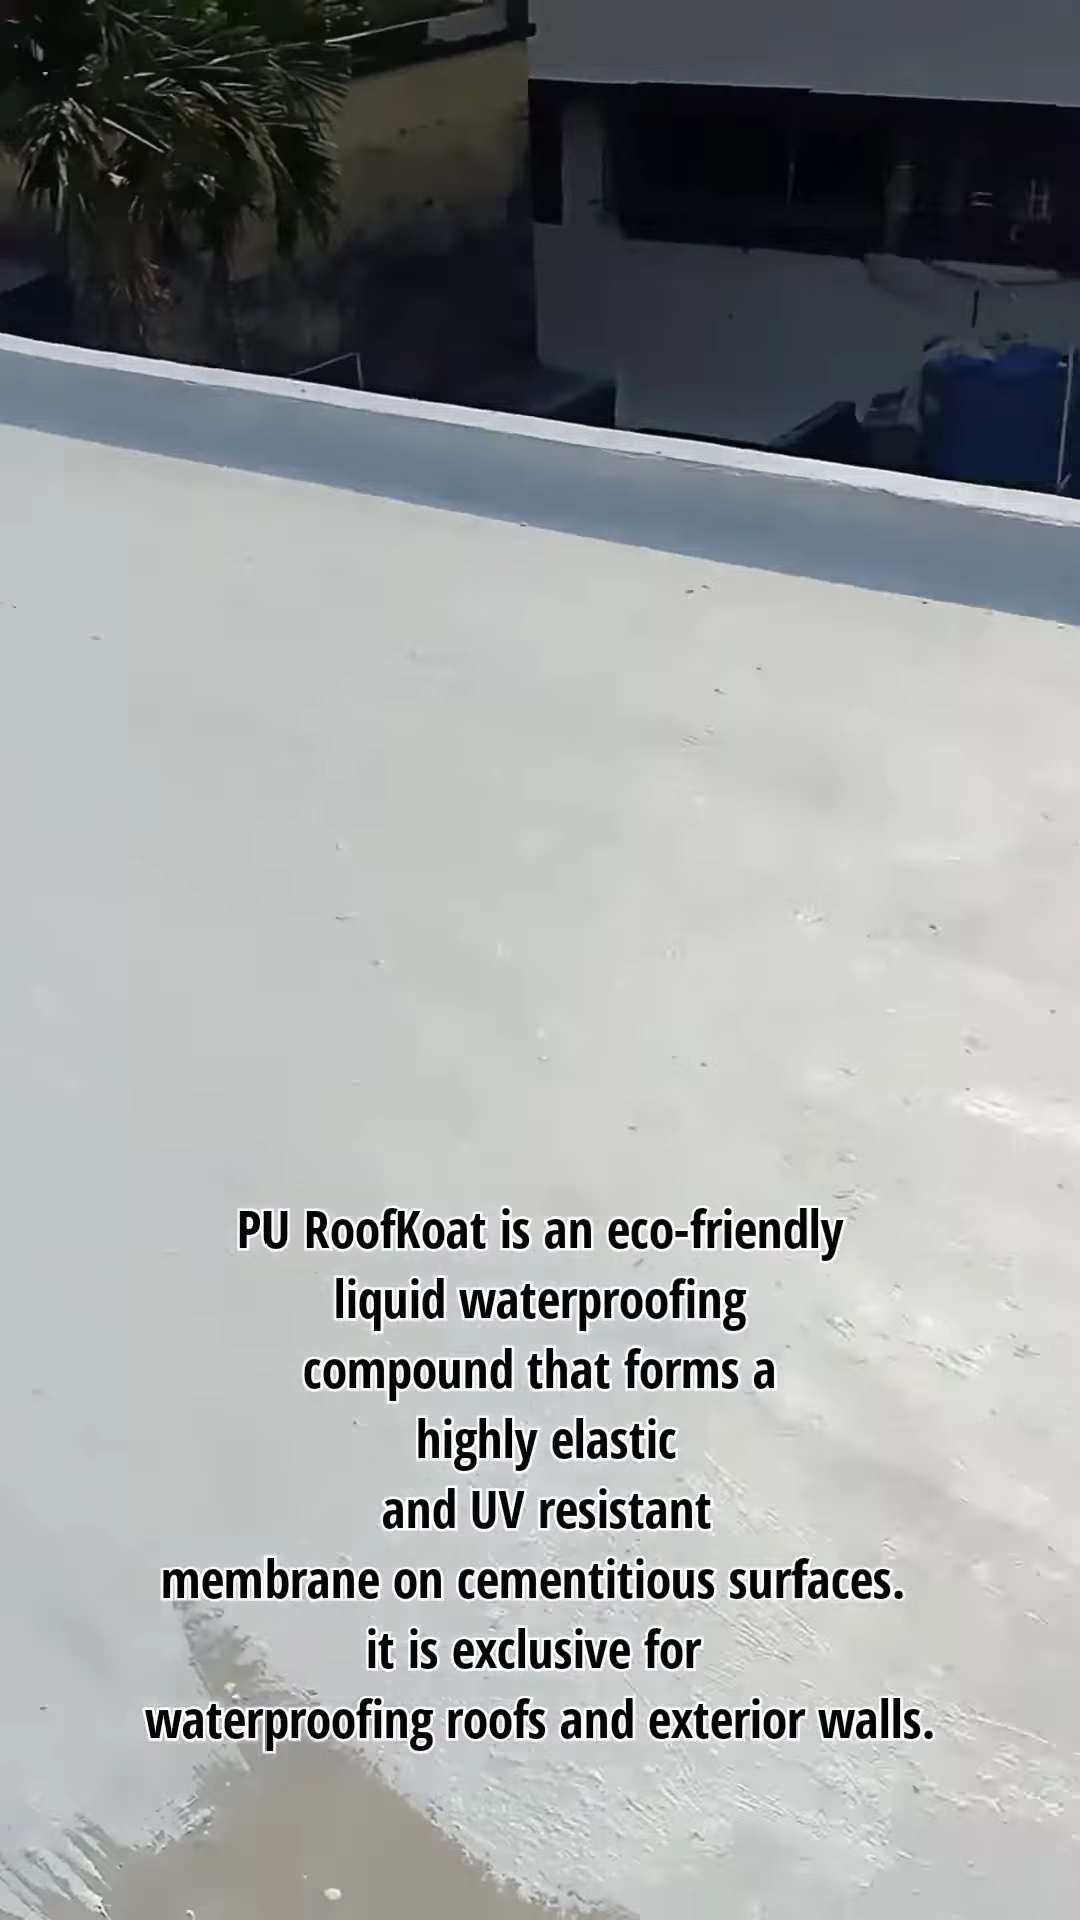 PU RoofKoat is an eco-friendly
liquid waterproofing
compound that forms a
highly elastic
and UV resistant
membrane on cementitious surfaces.
it is exclusive for
waterproofing roofs and exterior walls.